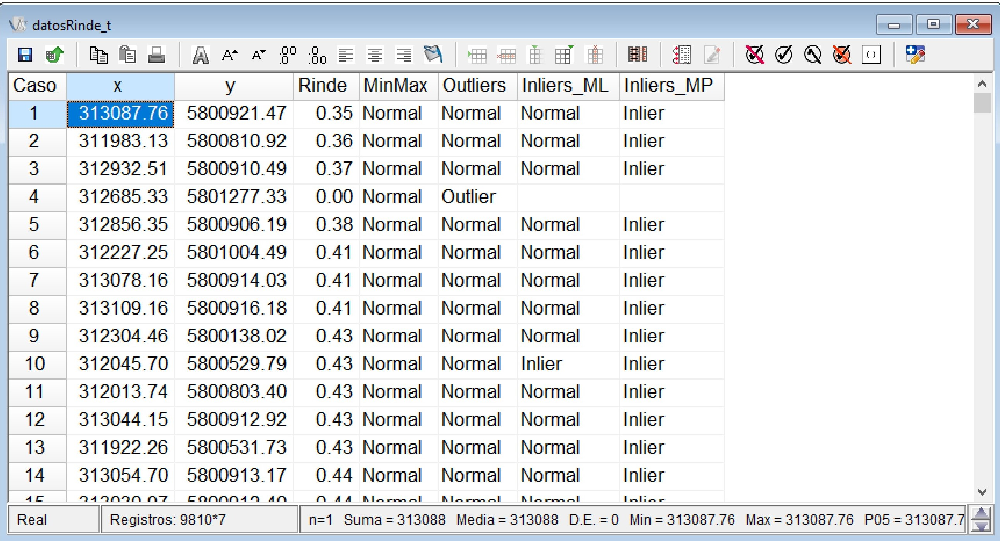 datosRinde_t
Caso x y Rinde MinMax Outliers Inliers_ML Inliers_MP
1 313087.76 5800921.47 0.35 Normal Normal Normal Inlier
2 311983.13 5800810.92 0.36 Normal Normal Normal Inlier
3 312932.51 5800910.49 0.37 Normal Normal Normal Inlier
4 312685.33 5801277.33 0.00 Normal Outlier
5 312856.35 5800906.19 0.38 Normal Normal Normal Inlier
6 312227.25 5801004.49 0.41 Normal Normal Normal Inlier
7 313078.16 5800914.03 0.41 Normal Normal Normal Inlier
8 313109.16 5800916.18 0.41 Normal Normal Normal Inlier
9 312304.46 5800138.02 0.43 Normal Normal Normal Inlier
10 312045.70 5800529.79 0.43 Normal Normal Inlier Inlier
11 312013.74 5800803.40 0.43 Normal Normal Normal Inlier
12 313044.15 5800912.92 0.43 Normal Normal Normal Inlier
13 311922.26 5800531.73 0.43 Normal Normal Normal Inlier
14 313054.70 5800913.17 0.44 Normal Normal Normal Inlier
15 0.44 Normal Normal Normal Inlier
Real Registros: 9810*7 n=1 Suma = 313088 Media = 313088 D.E. = 0 Min = 313087.76 Max = 313087.76 P05 = 313087.7